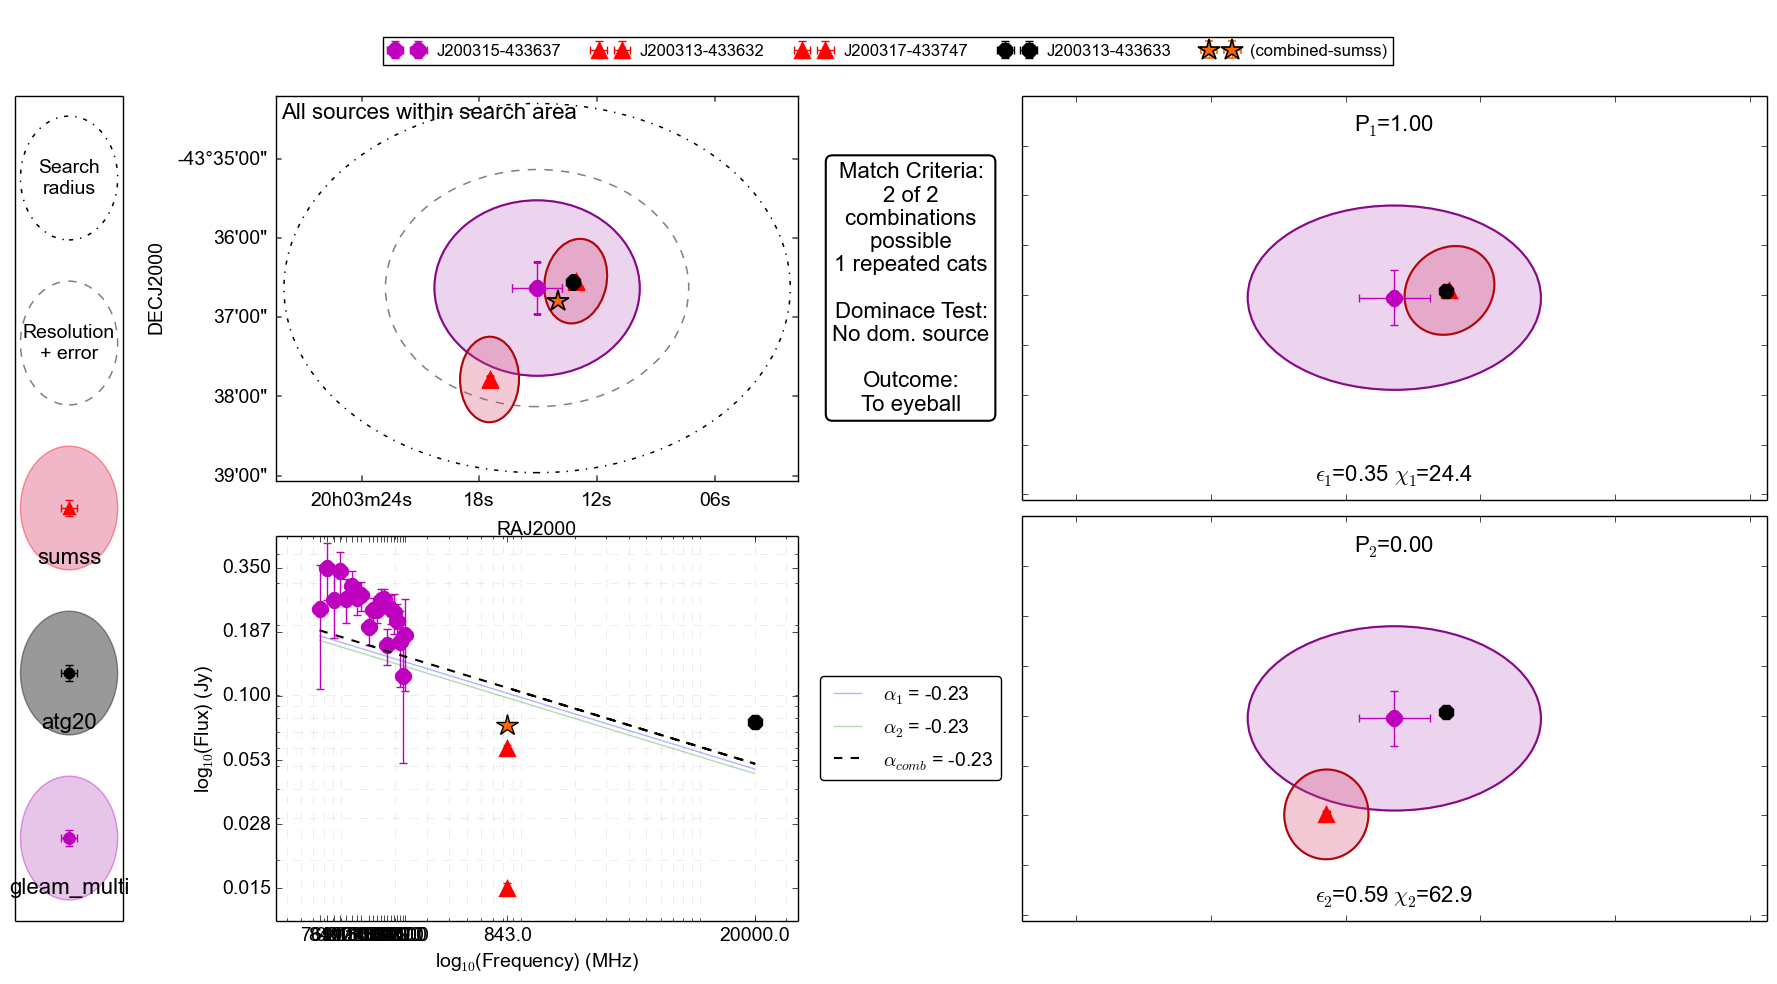 J200315-433637 J200313-433632 J200317-433747 J200313-433633 (combined-sumss)
Search
radius
Resolution
+ error
sumss
atg20
gleam_multi
All sources within search area
-43°35'00"
36'00"
37'00"
38'00"
39'00"
DECJ2000
20h03m24s 18s 12s 06s
RAJ2000
Match Criteria:
2 of 2
combinations
possible
1 repeated cats
Dominace Test:
No dom. source
Outcome:
To eyeball
P1=1.00
ϵ1=0.35 χ1=24.4
0.350
0.187
0.100
0.053
0.028
0.015
log10(Flux) (Jy)
843.0 20000.0
log10(Frequency) (MHz)
α1 = -0.23
α2 = -0.23
αcomb = -0.23
P2=0.00
ϵ2=0.59 χ2=62.9